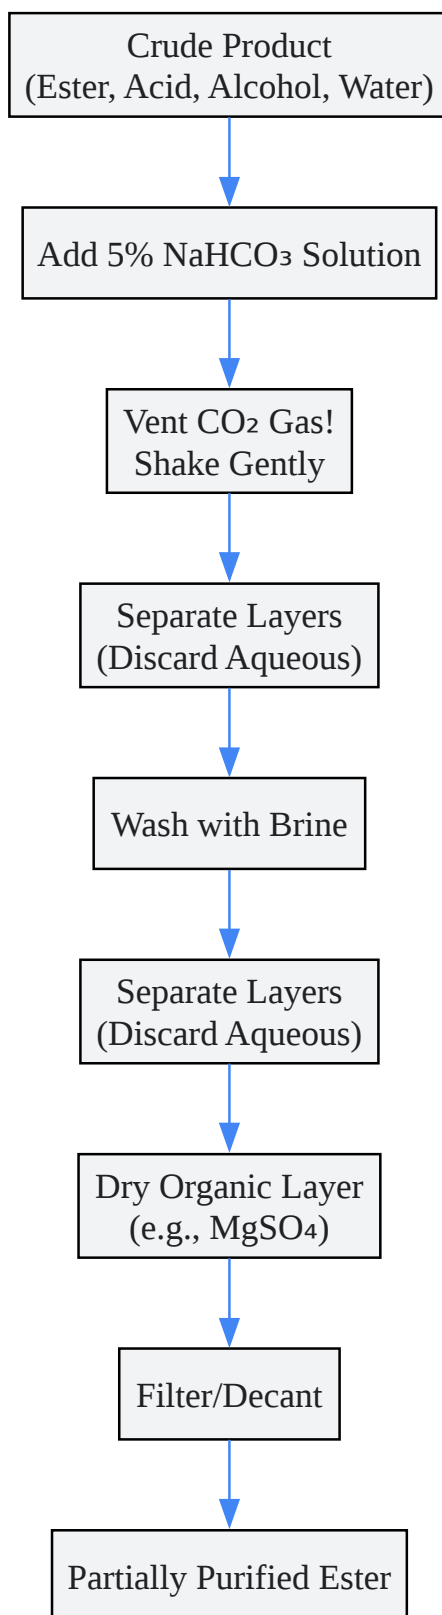 Crude Product
(Ester, Acid, Alcohol, Water)
Add 5% NaHCO₃ Solution
Vent CO₂ Gas!
Shake Gently
Separate Layers
(Discard Aqueous)
Wash with Brine
Separate Layers
(Discard Aqueous)
Dry Organic Layer
(e.g., MgSO₄)
Filter/Decant
Partially Purified Ester